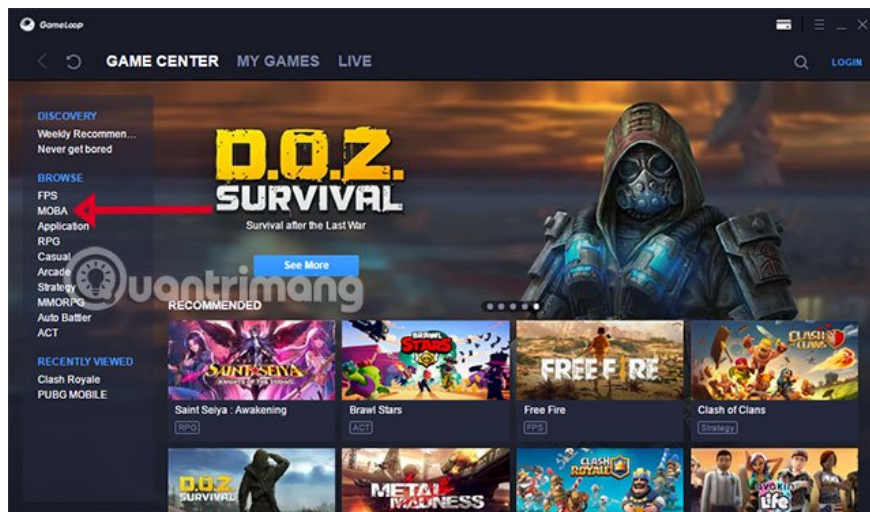 GameLoop
GAME CENTER MY GAMES LIVE
LOGIN
DISCOVERY
Weekly Recommen...
Never get bored
BROWSE
FPS
MOBA
Application
RPG
Casual
Arcade
Strategy
MMORPG
Auto Battler
ACT
RECENTLY VIEWED
Clash Royale
PUBG MOBILE
D.O.Z.
SURVIVAL
Survival after the Last War
See More
Quantrimang
RECOMMENDED
SAINT SEIYA
BRAWL
STARS
FREE FIRE
CLASH OF
CLANS
Saint Seiya : Awakening
RPG
Brawl Stars
ACT
Free Fire
FPS
Clash of Clans
Strategy
D.O.Z.
SURVIVAL
METAL
MADNESS
CLASH
ROYALE
AVAKIN
Life